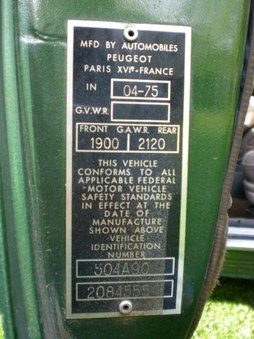 MFD BY AUTOMOBILES
PEUGEOT
PARIS XVIe-FRANCE
IN 04-75
G.V.W.R.
FRONT G.A.W.R. REAR
1900 2120
THIS VEHICLE
CONFORMS TO ALL
APPLICABLE FEDERAL
MOTOR VEHICLE
SAFETY STANDARDS
IN EFFECT AT THE
DATE OF
MANUFACTURE
SHOWN ABOVE
VEHICLE
IDENTIFICATION
NUMBER
504A90